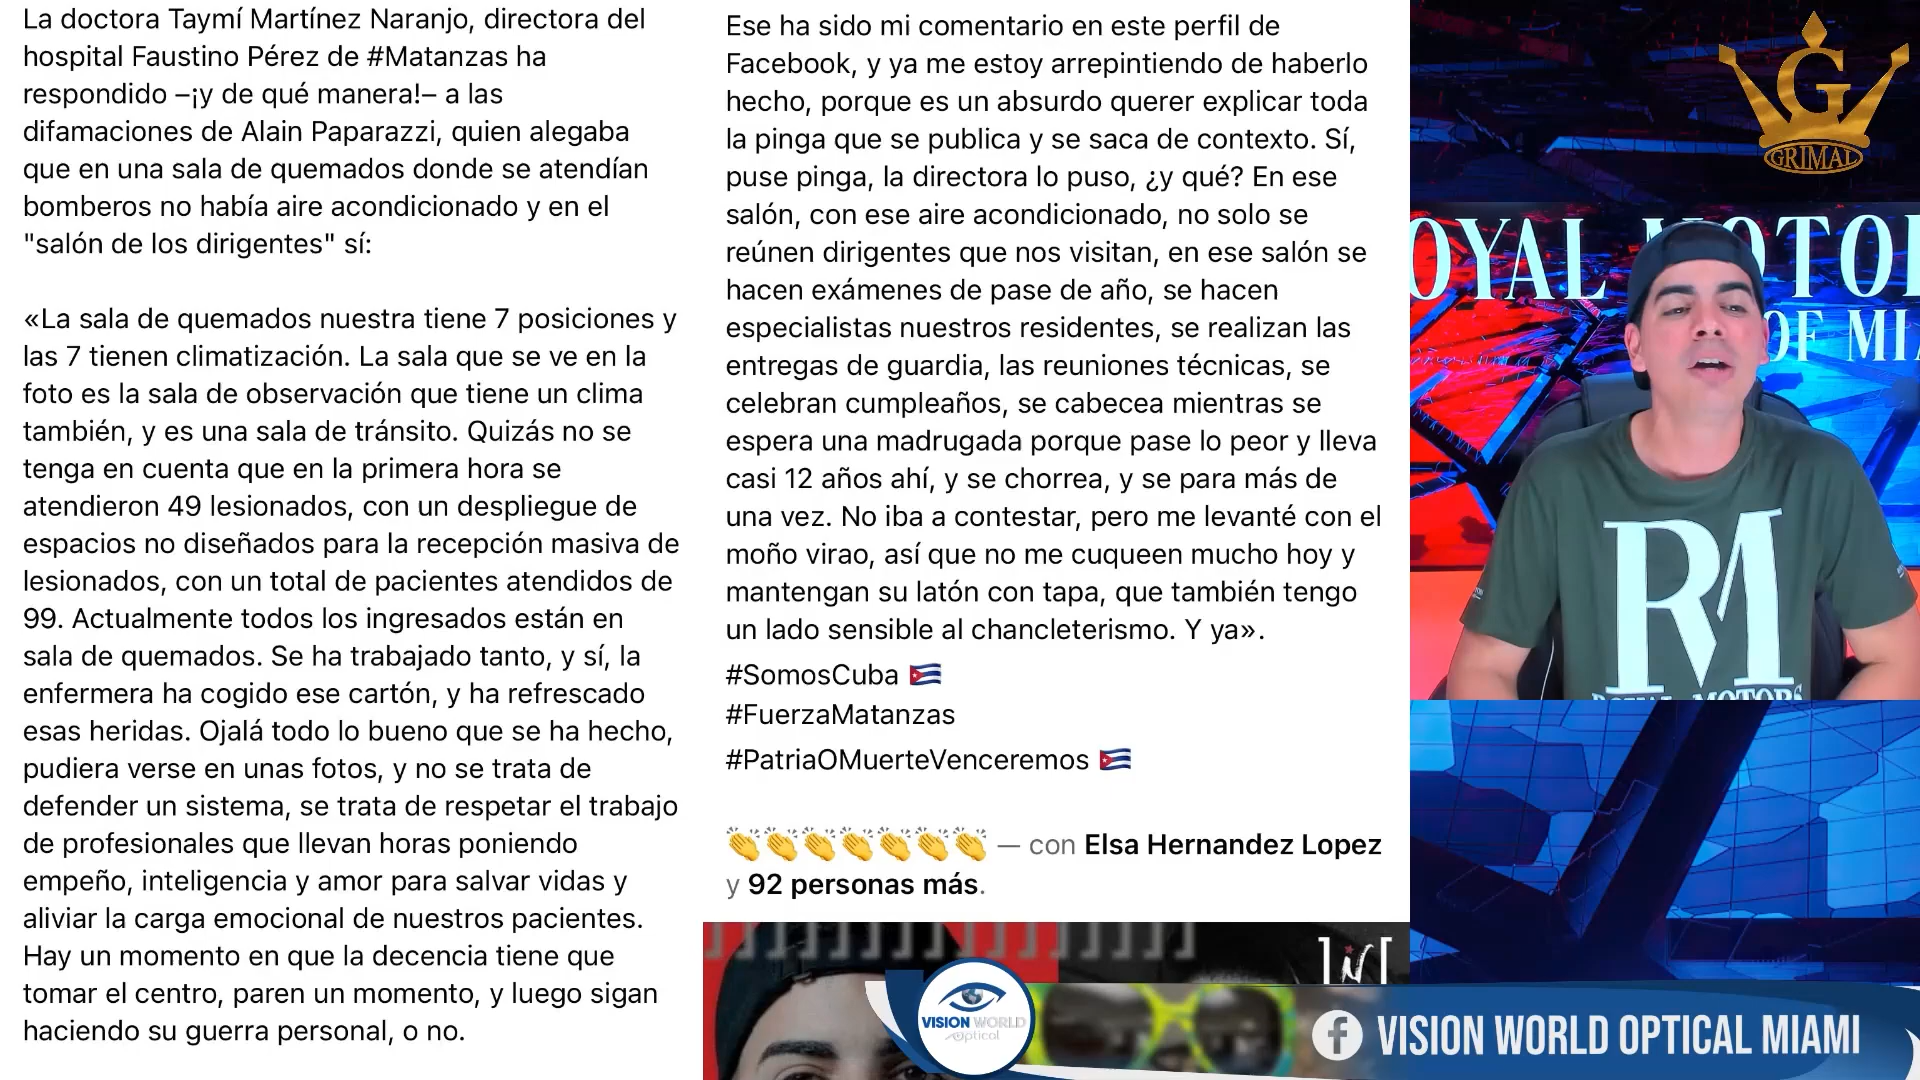 La doctora Taymí Martínez Naranjo, directora del
hospital Faustino Pérez de #Matanzas ha
respondido –¡y de qué manera!– a las
difamaciones de Alain Paparazzi, quien alegaba
que en una sala de quemados donde se atendían
bomberos no había aire acondicionado y en el
"salón de los dirigentes" sí:
«La sala de quemados nuestra tiene 7 posiciones y
las 7 tienen climatización. La sala que se ve en la
foto es la sala de observación que tiene un clima
también, y es una sala de tránsito. Quizás no se
tenga en cuenta que en la primera hora se
atendieron 49 lesionados, con un despliegue de
espacios no diseñados para la recepción masiva de
lesionados, con un total de pacientes atendidos de
99. Actualmente todos los ingresados están en
sala de quemados. Se ha trabajado tanto, y sí, la
enfermera ha cogido ese cartón, y ha refrescado
esas heridas. Ojalá todo lo bueno que se ha hecho,
pudiera verse en unas fotos, y no se trata de
defender un sistema, se trata de respetar el trabajo
de profesionales que llevan horas poniendo
empeño, inteligencia y amor para salvar vidas y
aliviar la carga emocional de nuestros pacientes.
Hay un momento en que la decencia tiene que
tomar el centro, paren un momento, y luego sigan
haciendo su guerra personal, o no.
Ese ha sido mi comentario en este perfil de
Facebook, y ya me estoy arrepintiendo de haberlo
hecho, porque es un absurdo querer explicar toda
la pinga que se publica y se saca de contexto. Sí,
puse pinga, la directora lo puso, ¿y qué? En ese
salón, con ese aire acondicionado, no solo se
reúnen dirigentes que nos visitan, en ese salón se
hacen exámenes de pase de año, se hacen
especialistas nuestros residentes, se realizan las
entregas de guardia, las reuniones técnicas, se
celebran cumpleaños, se cabecea mientras se
espera una madrugada porque pase lo peor y lleva
casi 12 años ahí, y se chorrea, y se para más de
una vez. No iba a contestar, pero me levanté con el
moño virao, así que no me cuqueen mucho hoy y
mantengan su latón con tapa, que también tengo
un lado sensible al chancleterismo. Y ya».
#SomosCuba 🇨🇺
#FuerzaMatanzas
#PatriaOMuerteVenceremos 🇨🇺
👏👏👏👏👏👏👏 — con Elsa Hernandez Lopez
y 92 personas más.
G
GRIMAL
OYAL MOTO
OF MI
RM
ROYAL MOTORS
VISION WORLD
Optical
VISION WORLD OPTICAL MIAMI